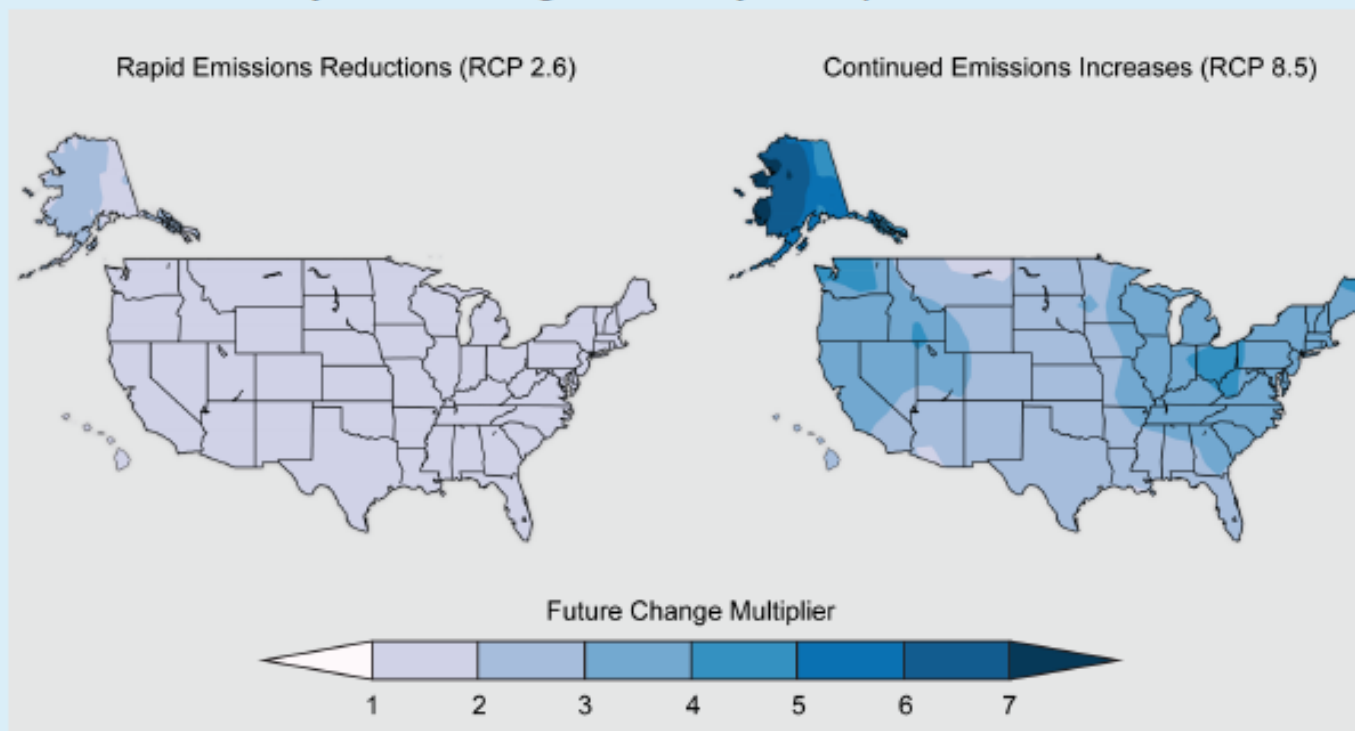 Rapid Emissions Reductions (RCP 2.6)
Continued Emissions Increases (RCP 8.5)
Future Change Multiplier
1 2 3 4 5 6 7